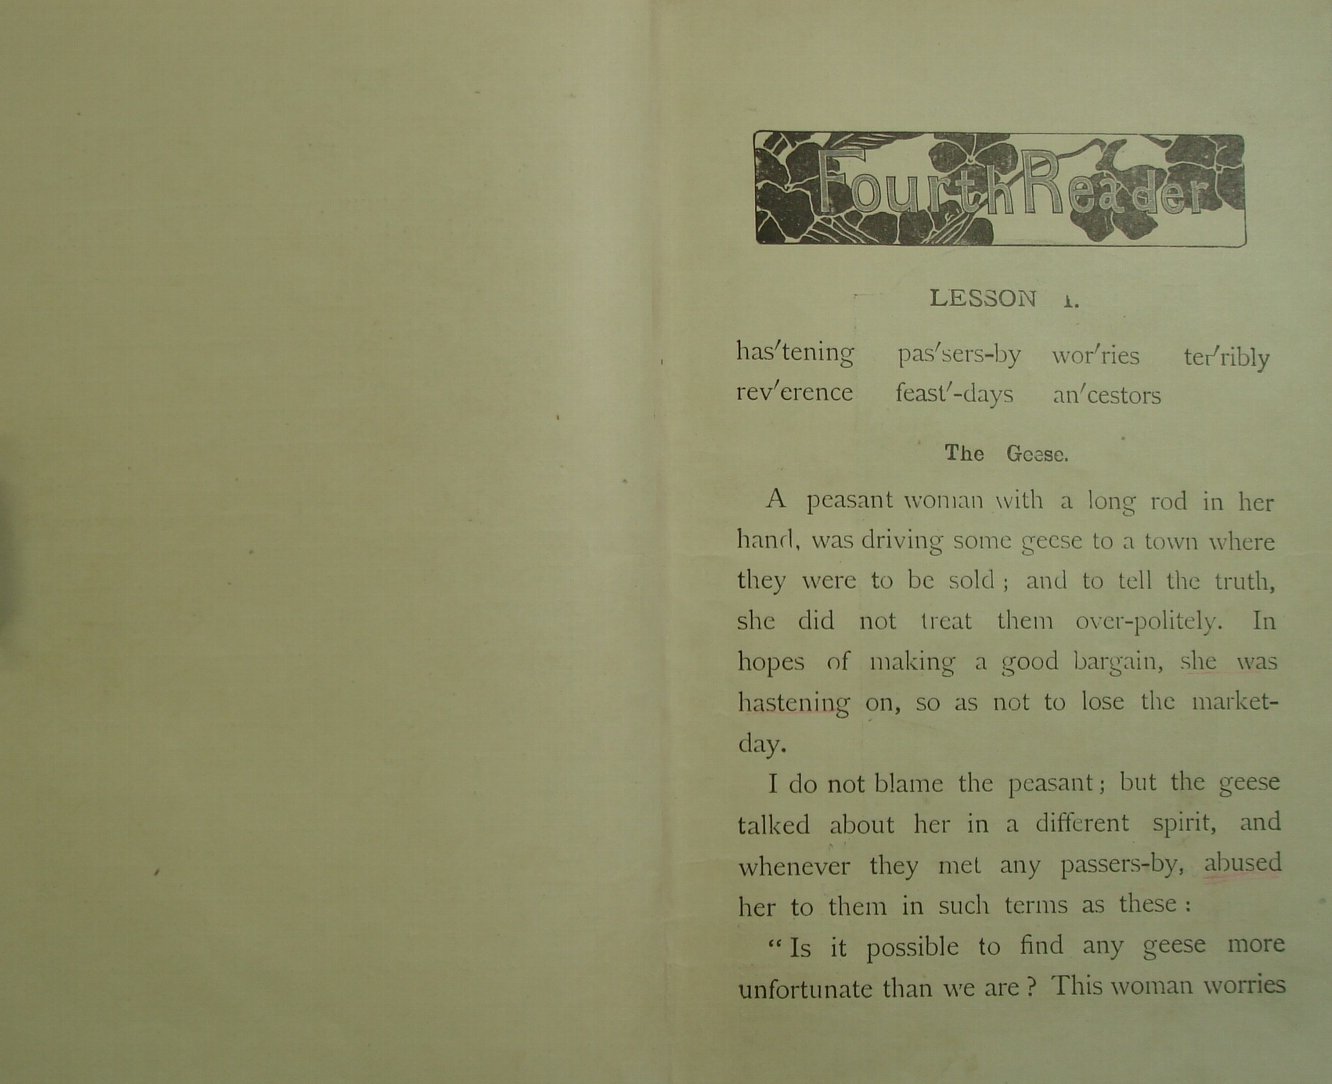 Fourth Reader
LESSON 1.
has′tening pas′sers-by wor′ries ter′ribly
rev′erence feast′-days an′cestors
The Geese.
A peasant woman with a long rod in her
hand, was driving some geese to a town where
they were to be sold ; and to tell the truth,
she did not treat them over-politely. In
hopes of making a good bargain, she was
hastening on, so as not to lose the market-
day.
I do not blame the peasant ; but the geese
talked about her in a different spirit, and
whenever they met any passers-by, abused
her to them in such terms as these :
“ Is it possible to find any geese more
unfortunate than we are ? This woman worries